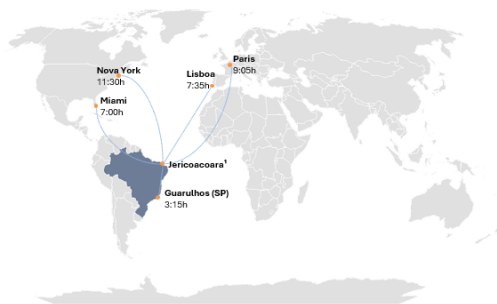 Nova York
11:30h
Miami
7:00h
Lisboa
7:35h
Paris
9:05h
Jericoacoara¹
Guarulhos (SP)
3:15h